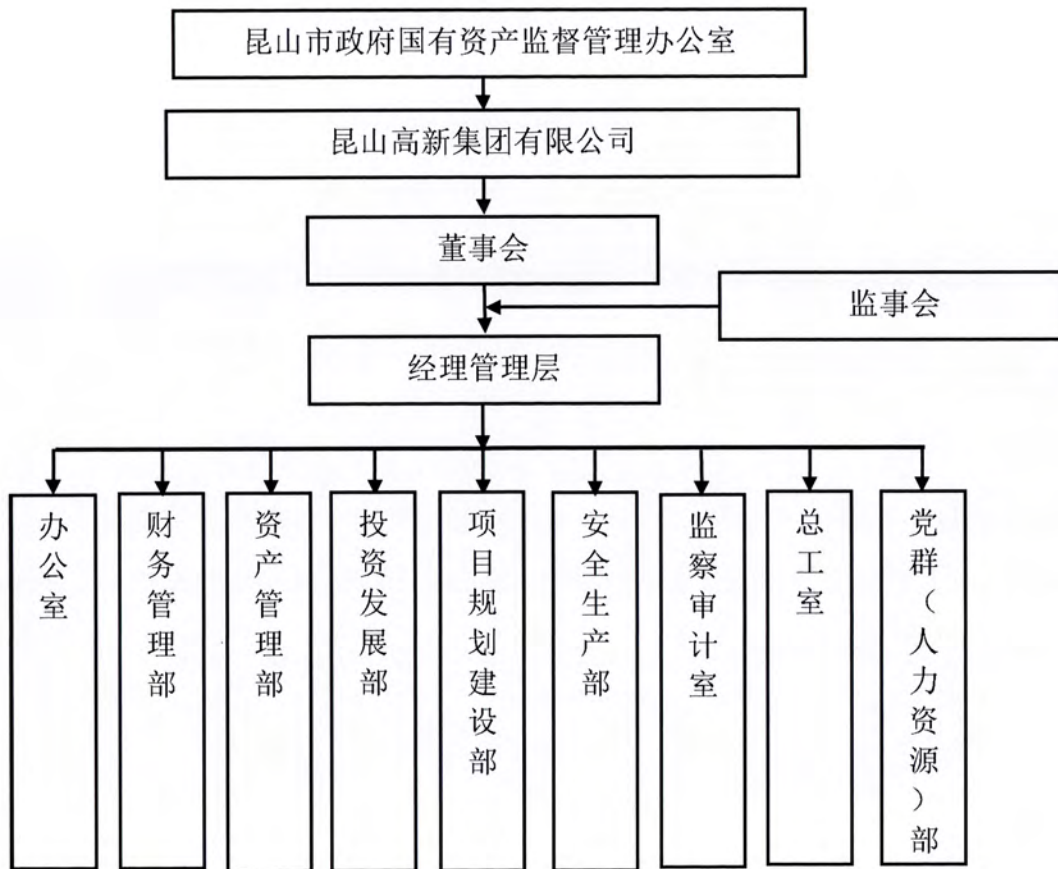 昆山市政府国有资产监督管理办公室
昆山高新集团有限公司
董事会
监事会
经理管理层
办公室
财务管理部
资产管理部
投资发展部
项目规划建设部
安全生产部
监察审计室
总工室
党群（人力资源）部